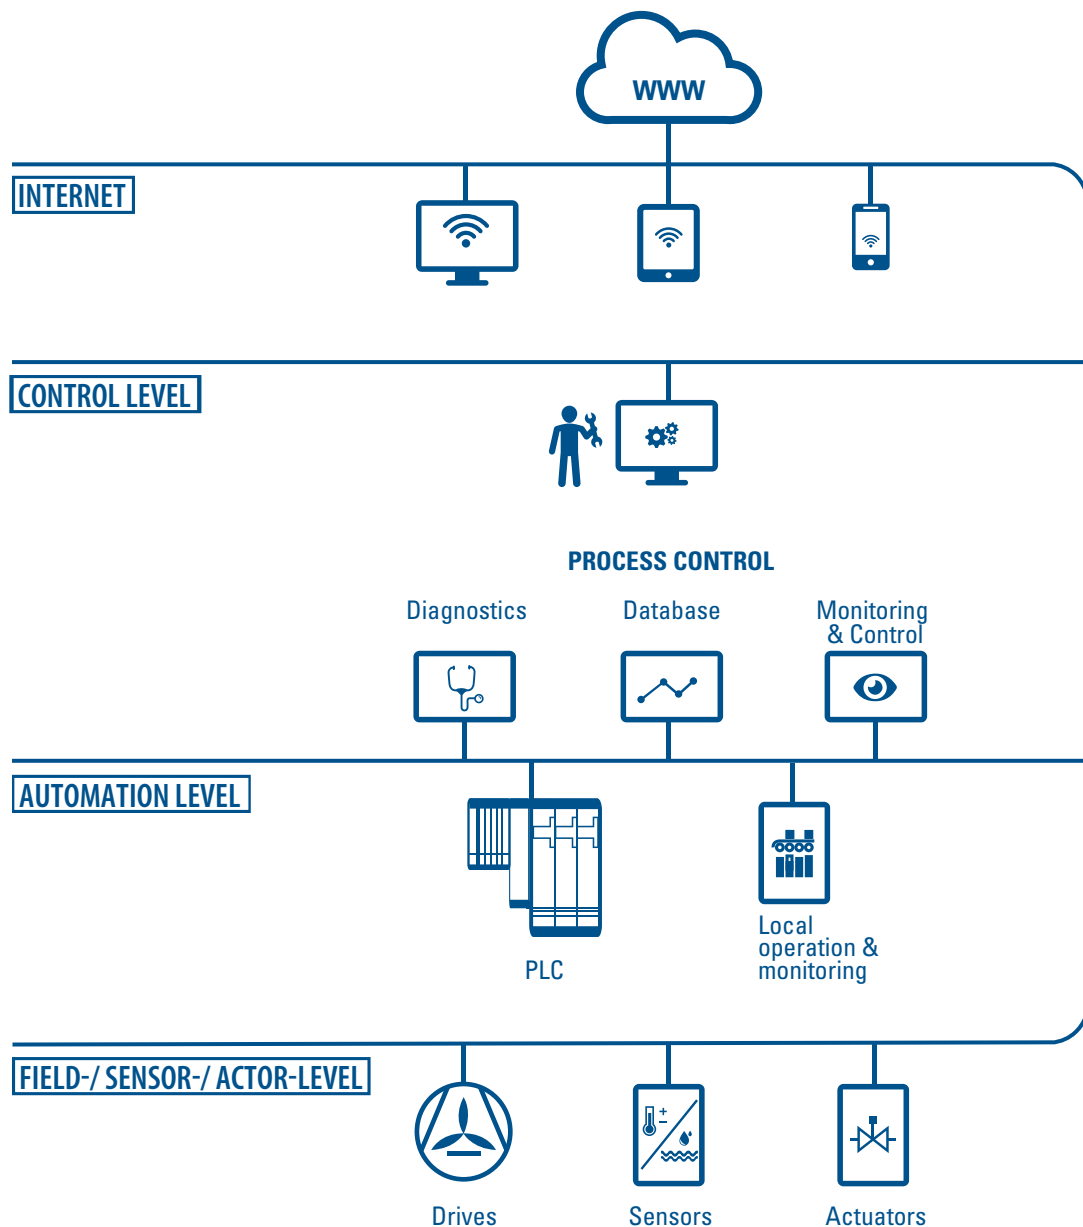 WWW
INTERNET
CONTROL LEVEL
PROCESS CONTROL
Diagnostics
Database
Monitoring
& Control
AUTOMATION LEVEL
PLC
Local
operation &
monitoring
FIELD-/ SENSOR-/ ACTOR-LEVEL
Drives
Sensors
Actuators